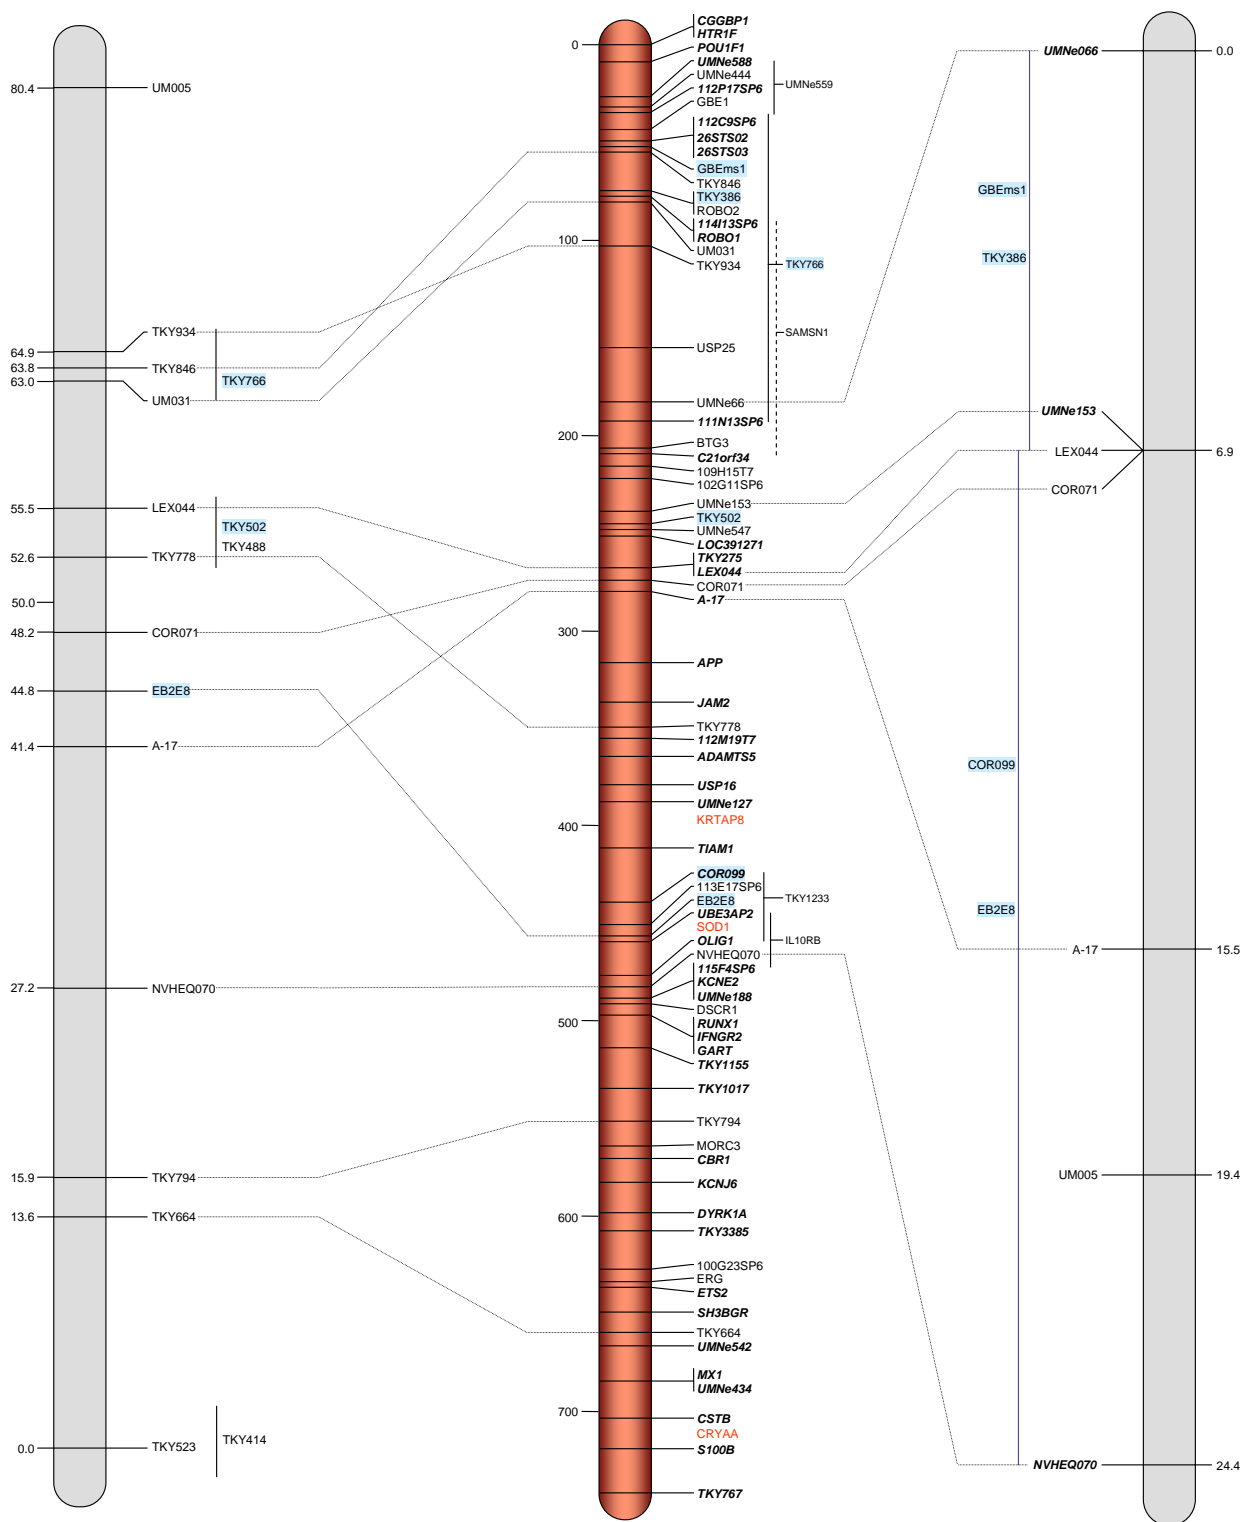 80.4
UM005
TKY934
64.9
63.8
TKY846
63.0
TKY766
UM031
55.5
LEX044
TKY502
TKY488
52.6
TKY778
50.0
48.2
COR071
44.8
EB2E8
41.4
A-17
27.2
NVHEQ070
15.9
TKY794
13.6
TKY664
0.0
TKY523
TKY414
0
100
200
300
400
500
600
700
CGGBP1
HTR1F
POU1F1
UMNe588
UMNe444
112P17SP6
GBE1
UMNe559
112C9SP6
26STS02
26STS03
GBEms1
TKY846
TKY386
ROBO2
114I13SP6
ROBO1
UM031
TKY934
TKY766
SAMSN1
USP25
UMNe66
111N13SP6
BTG3
C21orf34
109H15T7
102G11SP6
UMNe153
TKY502
UMNe547
LOC391271
TKY275
LEX044
COR071
A-17
APP
JAM2
TKY778
112M19T7
ADAMTS5
USP16
UMNe127
KRTAP8
TIAM1
COR099
113E17SP6
EB2E8
UBE3AP2
SOD1
OLIG1
NVHEQ070
TKY1233
IL10RB
115F4SP6
KCNE2
UMNe188
DSCR1
RUNX1
IFNGR2
GART
TKY1155
TKY1017
TKY794
MORC3
CBR1
KCNJ6
DYRK1A
TKY3385
100G23SP6
ERG
ETS2
SH3BGR
TKY664
UMNe542
MX1
UMNe434
CSTB
CRYAA
S100B
TKY767
UMNe066
0.0
GBEms1
TKY386
UMNe153
LEX044
6.9
COR071
COR099
EB2E8
A-17
15.5
UM005
19.4
NVHEQ070
24.4